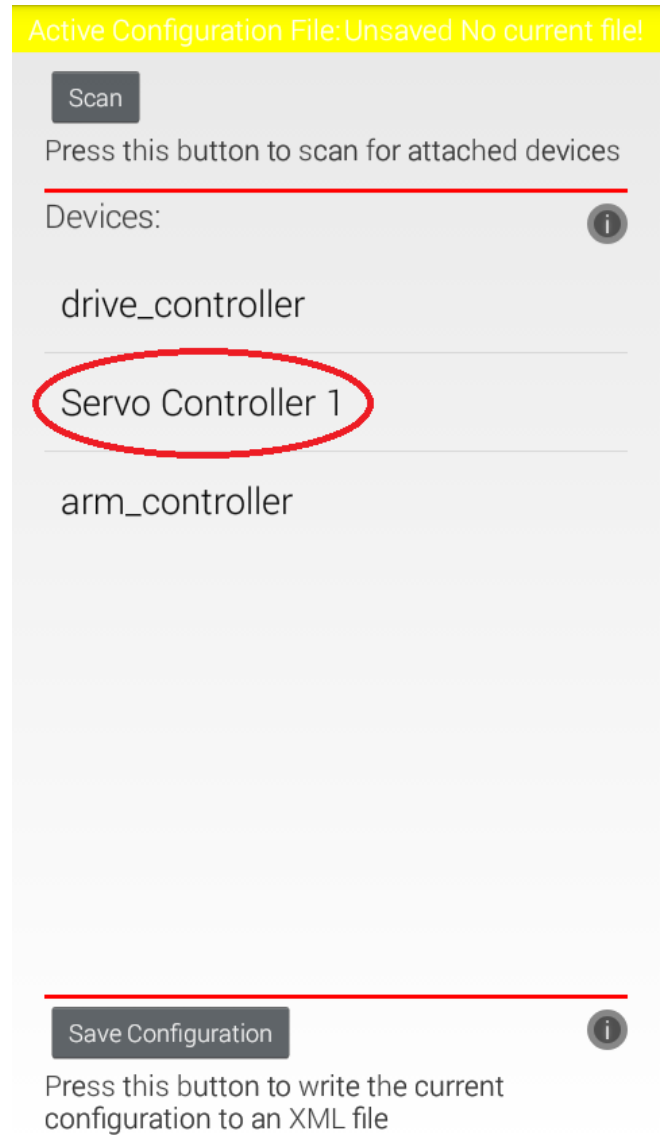 Active Configuration File:Unsaved No current file!
Scan
Press this button to scan for attached devices
Devices:
i
drive_controller
Servo Controller 1
arm_controller
Save Configuration
i
Press this button to write the current
configuration to an XML file